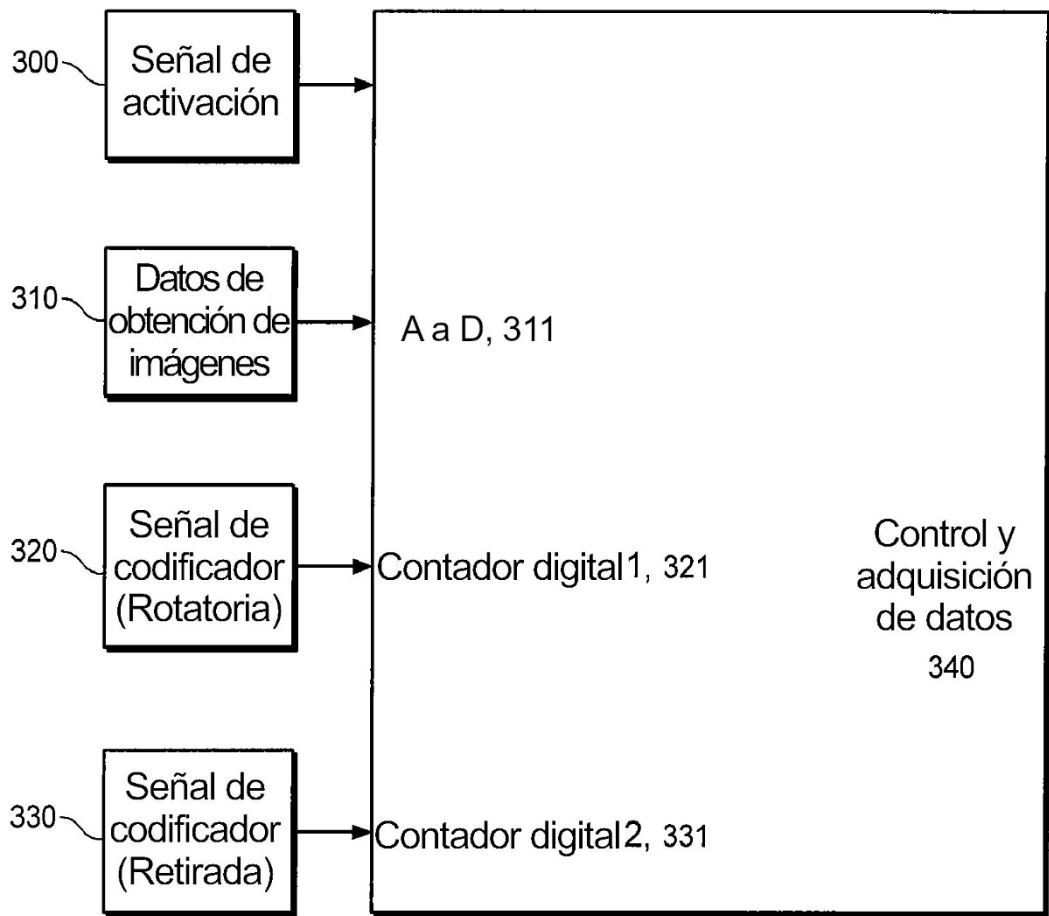 300
Señal de
activación
310
Datos de
obtención de
imágenes
A a D, 311
320
Señal de
codificador
(Rotatoria)
Contador digital 1, 321
Control y
adquisición
de datos
340
330
Señal de
codificador
(Retirada)
Contador digital 2, 331